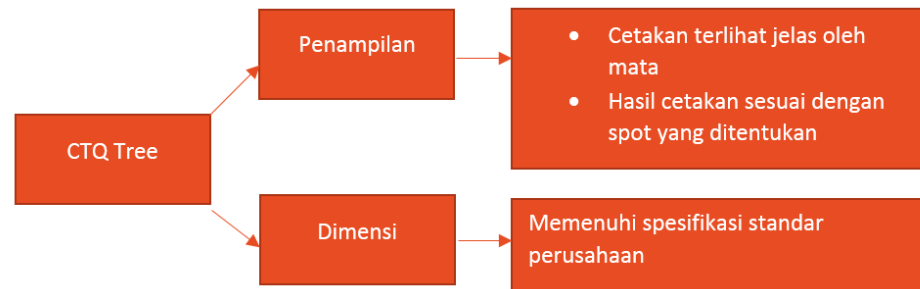 Penampilan
• Cetakan terlihat jelas oleh
mata
• Hasil cetakan sesuai dengan
spot yang ditentukan
CTQ Tree
Dimensi
Memenuhi spesifikasi standar
perusahaan